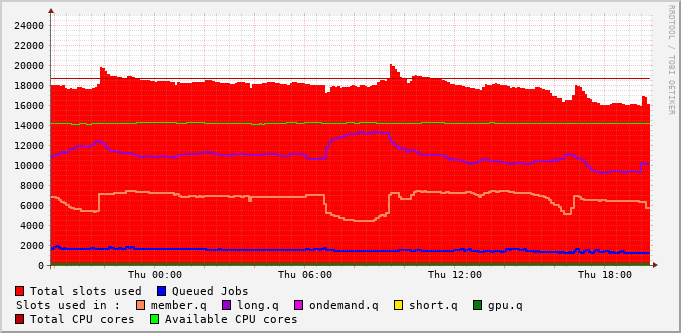 RRDTOOL / TOBI OETIKER
24000
22000
20000
18000
16000
14000
12000
10000
8000
6000
4000
2000
0
Thu 00:00 Thu 06:00 Thu 12:00 Thu 18:00
Total slots used Queued Jobs
Slots used in : member.q long.q ondemand.q short.q gpu.q
Total CPU cores Available CPU cores